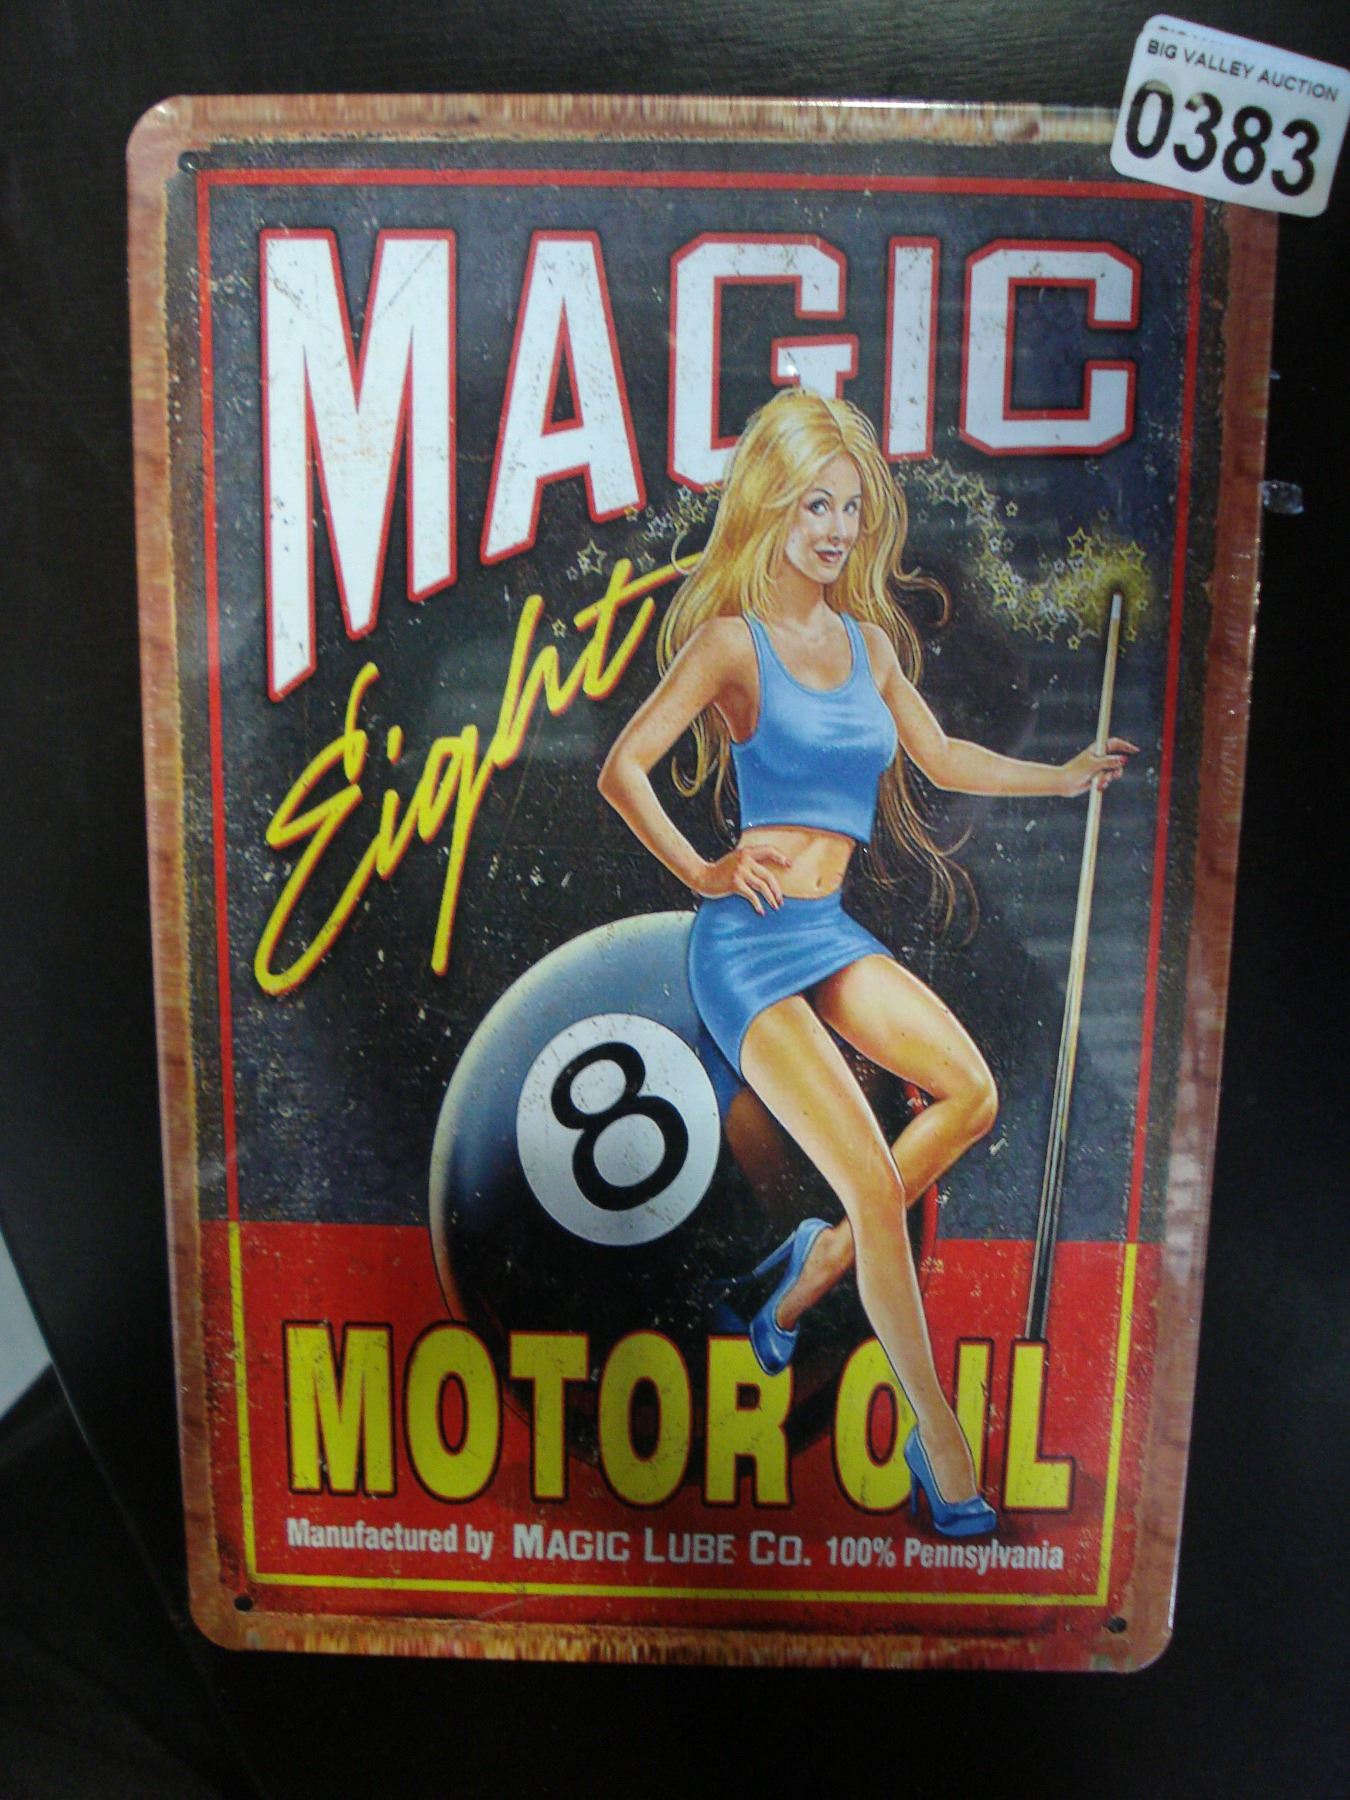 BIG VALLEY AUCTION
0383
MAGIC
Eight
8
MOTOR OIL
Manufactured by MAGIC LUBE CO. 100% Pennsylvania